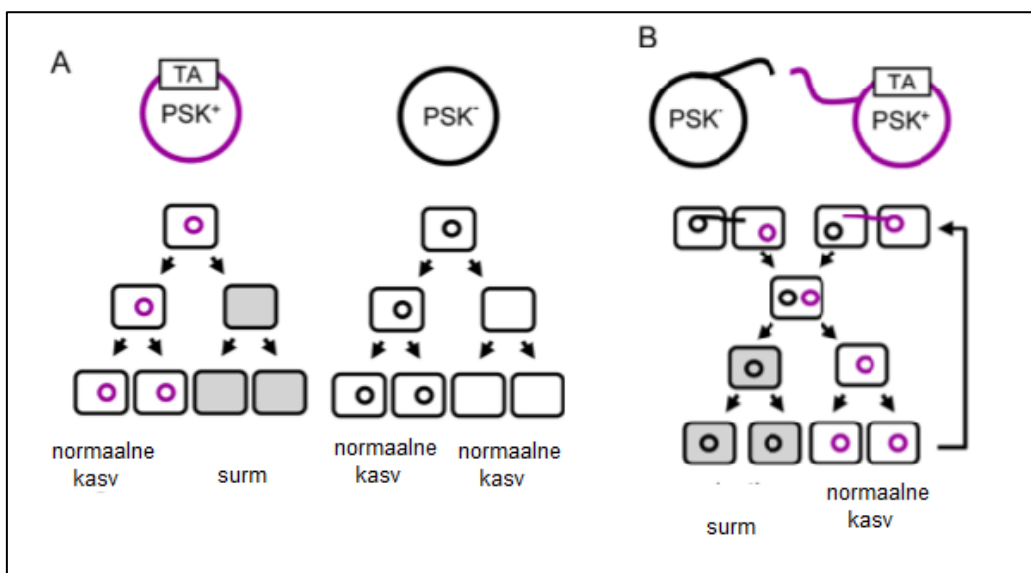 A
TA
PSK⁺
PSK⁻
normaalne
kasv
surm
normaalne
kasv
normaalne
kasv
B
PSK⁻
TA
PSK⁺
surm
normaalne
kasv